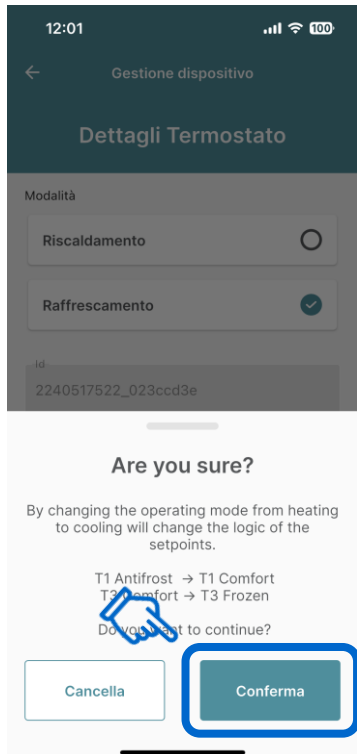 12:01
100
Gestione dispositivo
Dettagli Termostato
Modalità
Riscaldamento
Raffrescamento
Id
2240517522_023ccd3e
Are you sure?
By changing the operating mode from heating
to cooling will change the logic of the
setpoints.
T1 Antifrost → T1 Comfort
T3 Comfort → T3 Frozen
Do you want to continue?
Cancella
Conferma